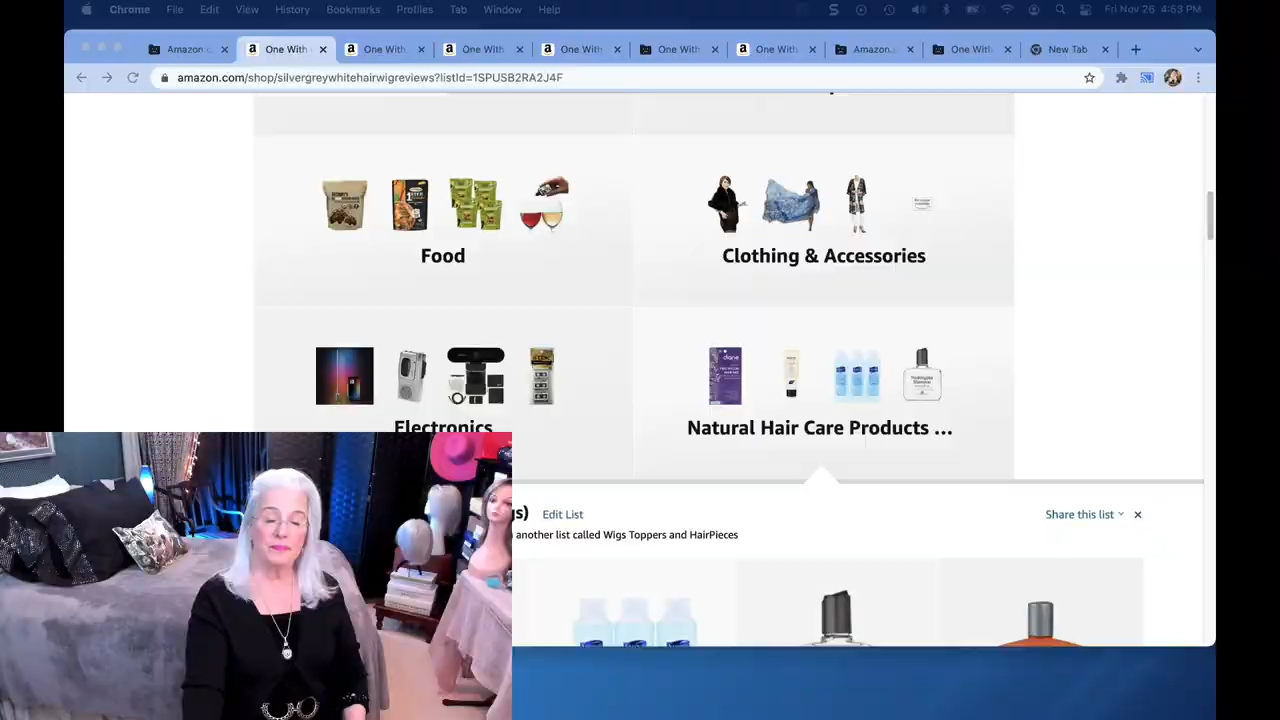 Chrome File Edit View History Bookmarks Profiles Tab Window Help Fri Nov 26 4:53 PM
Amazon One With One With One With One With One With One With Amazon. One With New Tab
amazon.com/shop/silvergreywhitehairwigreviews?listId=1SPUSB2RA2J4F
Food
Clothing & Accessories
diane
Electronics
Natural Hair Care Products ...
gs) Edit List
Share this list
another list called Wigs Toppers and HairPieces